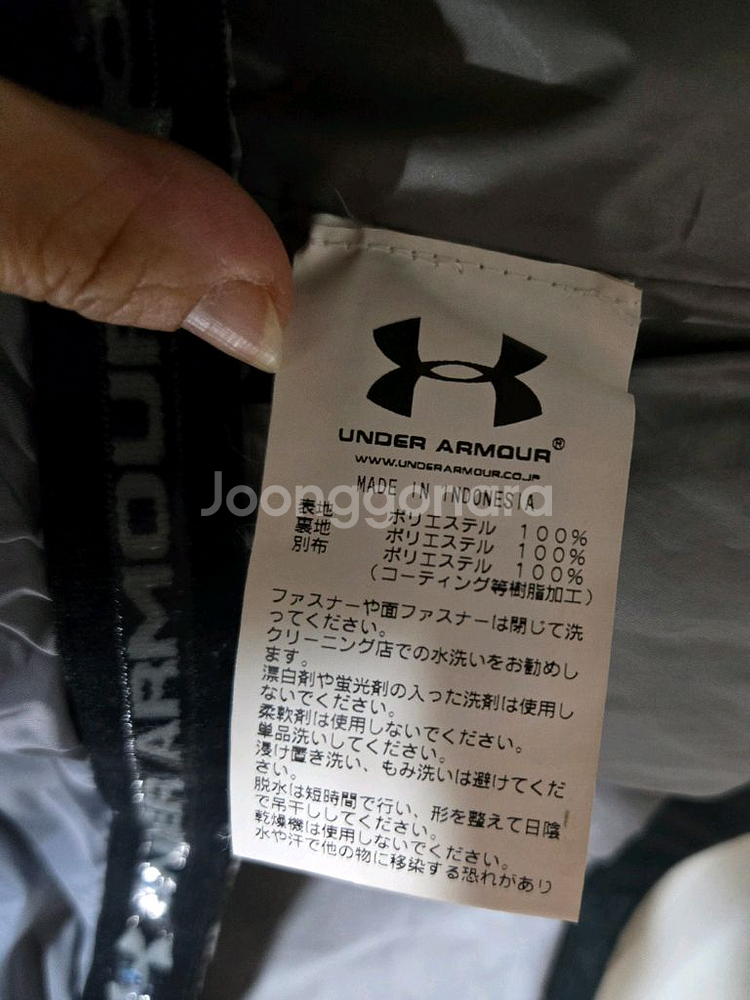 UNDER ARMOUR®
WWW.UNDERARMOUR.CO.JP
MADE IN INDONESIA
Joonggonara
表地 ポリエステル 100%
裏地 ポリエステル 100%
別布 ポリエステル 100%
(コーティング等樹脂加工)
ファスナーや面ファスナーは閉じて洗
ってください。
クリーニング店での水洗いをお勧めし
ます。
漂白剤や蛍光剤の入った洗剤は使用し
ないでください。
柔軟剤は使用しないでください。
単品洗いしてください。
浸け置き洗い、もみ洗いは避けてくだ
さい。
脱水は短時間で行い、形を整えて日陰
で吊干ししてください。
乾燥機は使用しないでください。
水や汗で他の物に移染する恐れがあり
ER ARMOUR